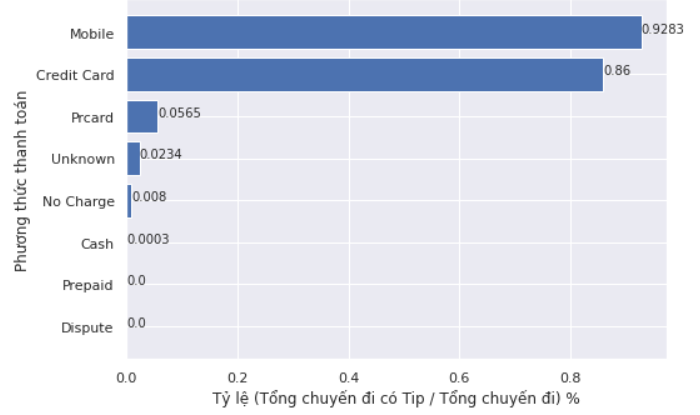 Phương thức thanh toán
Mobile 0.9283
Credit Card 0.86
Prcard 0.0565
Unknown 0.0234
No Charge 0.008
Cash 0.0003
Prepaid 0.0
Dispute 0.0
0.0 0.2 0.4 0.6 0.8
Tỷ lệ (Tổng chuyến đi có Tip / Tổng chuyến đi) %